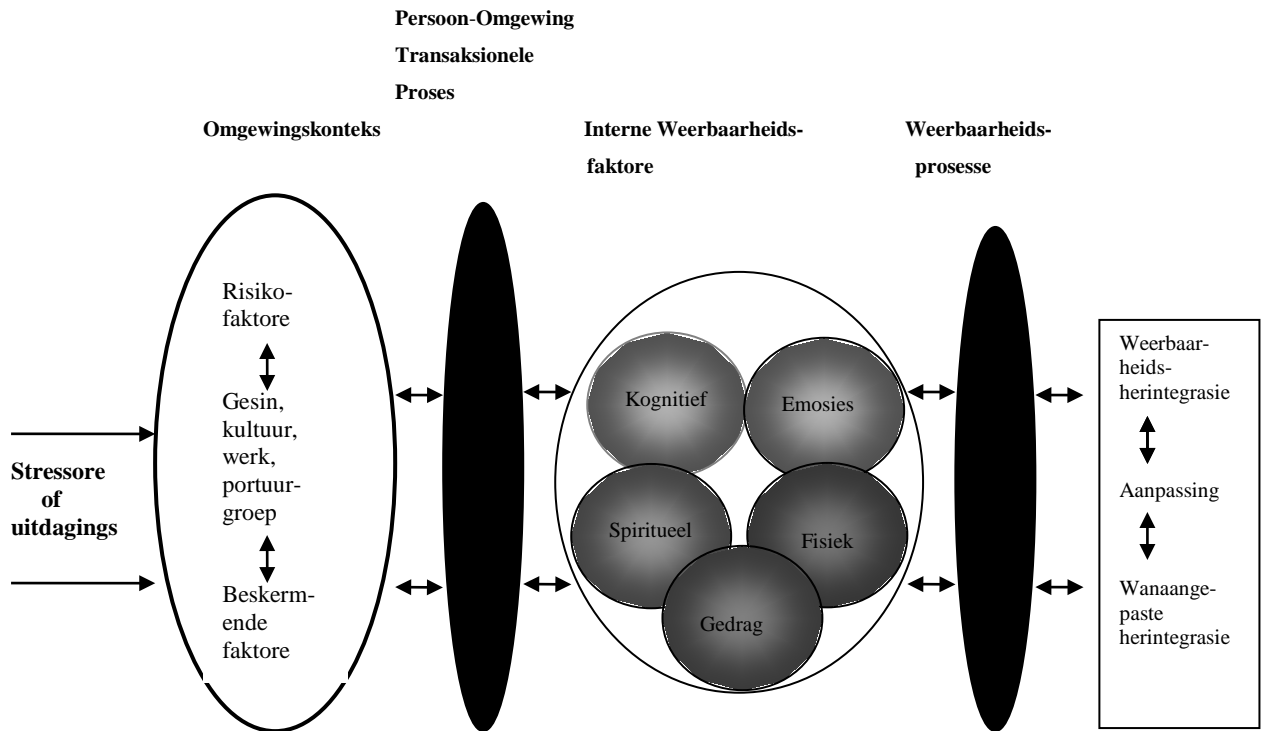 Persoon-Omgewing
Transaksionele
Proses
Omgewingskonteks
Interne Weerbaarheids-
faktore
Weerbaarheids-
prosesse
Stressore
of
uitdagings
Risiko-
faktore
Gesin,
kultuur,
werk,
portuur-
groep
Beskerm-
ende
faktore
Kognitief
Emosies
Spiritueel
Fisiek
Gedrag
Weerbaar-
heids-
herintegrasie
Aanpassing
Wanaange-
paste
herintegrasie